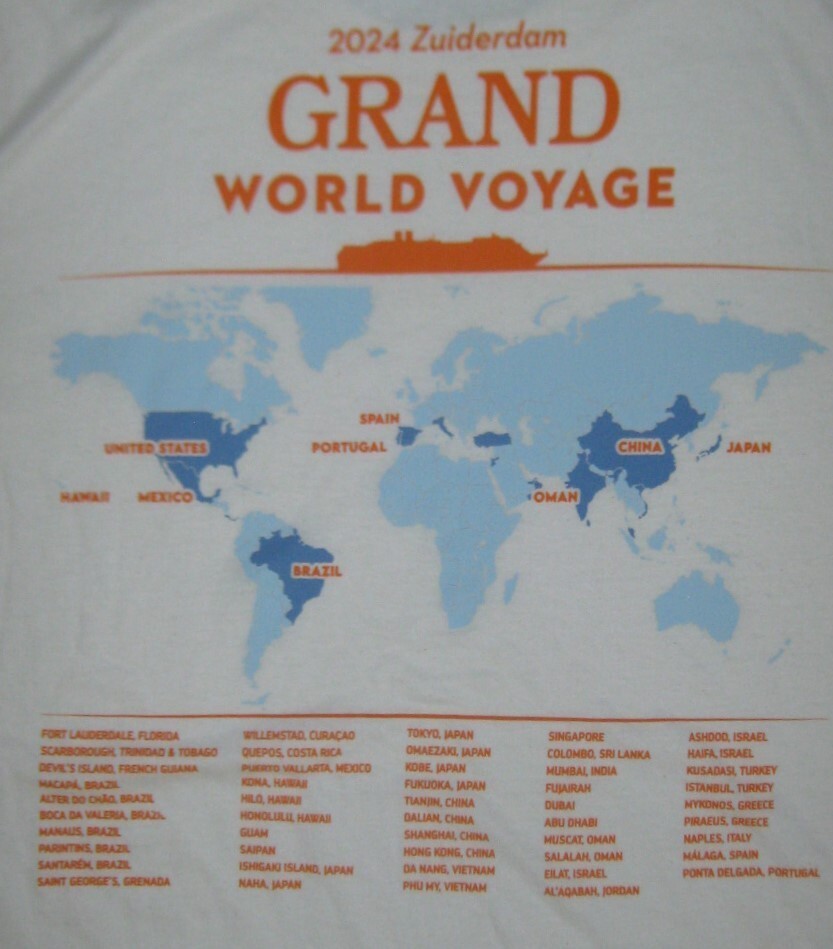 2024 Zuiderdam
GRAND
WORLD VOYAGE
SPAIN
UNITED STATES
PORTUGAL
CHINA
JAPAN
HAWAII
MEXICO
OMAN
BRAZIL
FORT LAUDERDALE, FLORIDA
SCARBOROUGH, TRINIDAD & TOBAGO
DEVIL'S ISLAND, FRENCH GUIANA
MACAPÁ, BRAZIL
ALTER DO CHÃO, BRAZIL
BOCA DA VALERIA, BRAZIL
MANAUS, BRAZIL
PARINTINS, BRAZIL
SANTARÉM, BRAZIL
SAINT GEORGE'S, GRENADA
WILLEMSTAD, CURAÇAO
QUEPOS, COSTA RICA
PUERTO VALLARTA, MEXICO
KONA, HAWAII
HILO, HAWAII
HONOLULU, HAWAII
GUAM
SAIPAN
ISHIGAKI ISLAND, JAPAN
NAHA, JAPAN
TOKYO, JAPAN
OMAEZAKI, JAPAN
KOBE, JAPAN
FUKUOKA, JAPAN
TIANJIN, CHINA
DALIAN, CHINA
SHANGHAI, CHINA
HONG KONG, CHINA
DA NANG, VIETNAM
PHU MY, VIETNAM
SINGAPORE
COLOMBO, SRI LANKA
MUMBAI, INDIA
FUJAIRAH
DUBAI
ABU DHABI
MUSCAT, OMAN
SALALAH, OMAN
EILAT, ISRAEL
AL'AQABAH, JORDAN
ASHDOD, ISRAEL
HAIFA, ISRAEL
KUSADASI, TURKEY
ISTANBUL, TURKEY
MYKONOS, GREECE
PIRAEUS, GREECE
NAPLES, ITALY
MÁLAGA, SPAIN
PONTA DELGADA, PORTUGAL